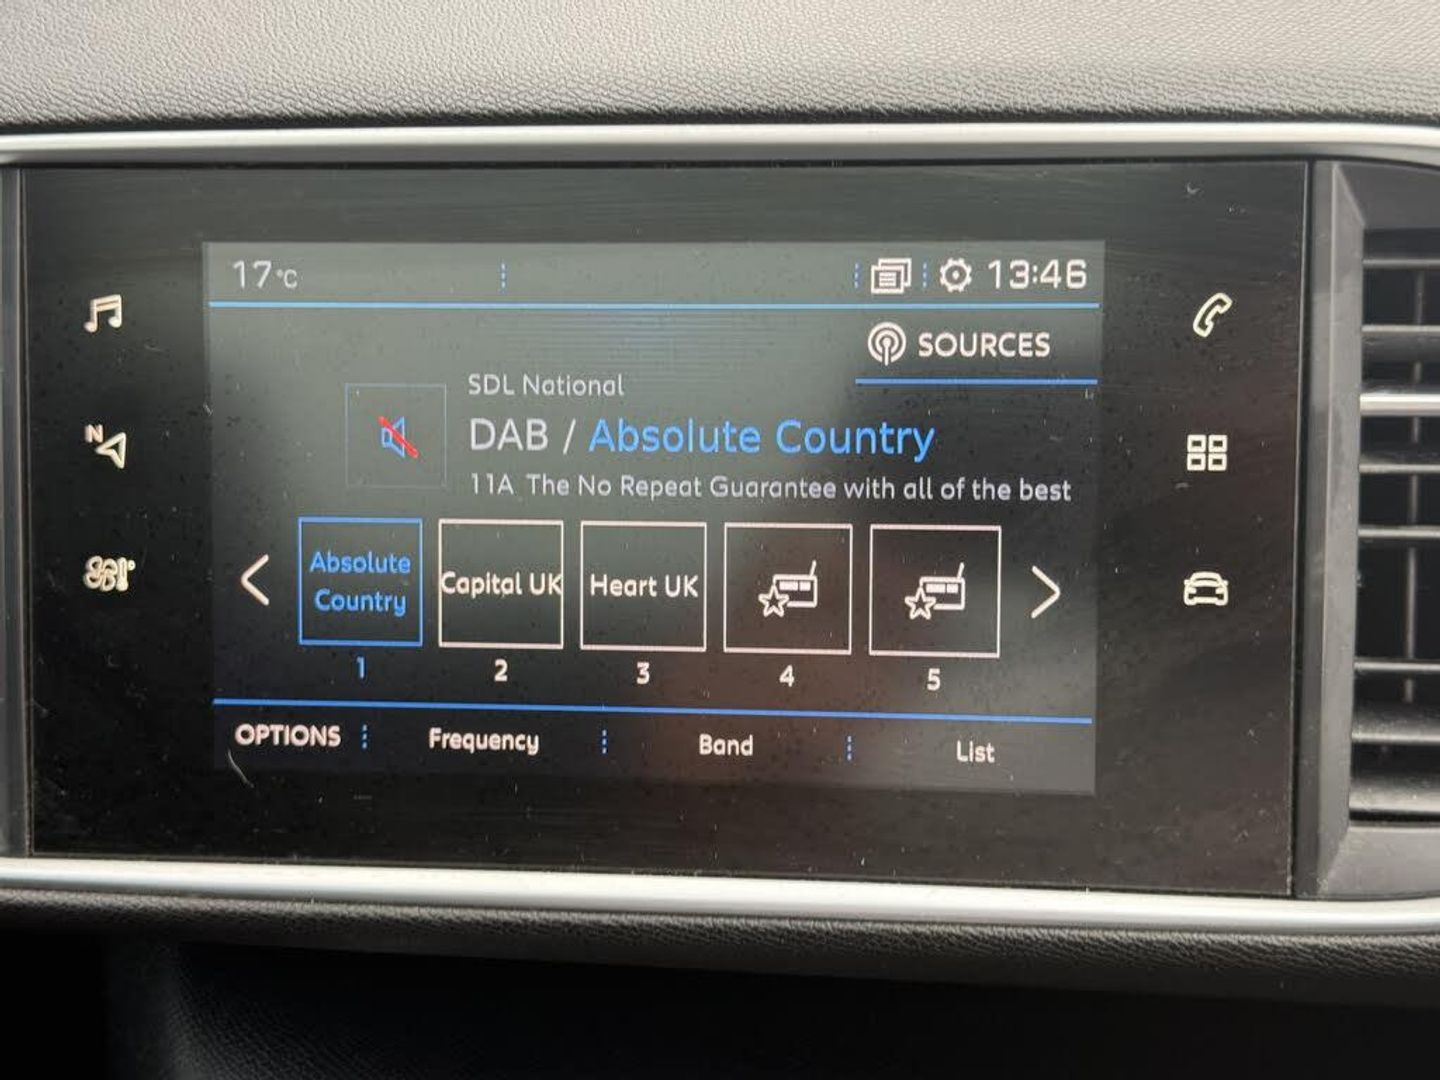 17°C
13:46
SOURCES
SDL National
DAB / Absolute Country
11A The No Repeat Guarantee with all of the best
N
Absolute
Country
Capital UK
Heart UK
1
2
3
4
5
OPTIONS
Frequency
Band
List